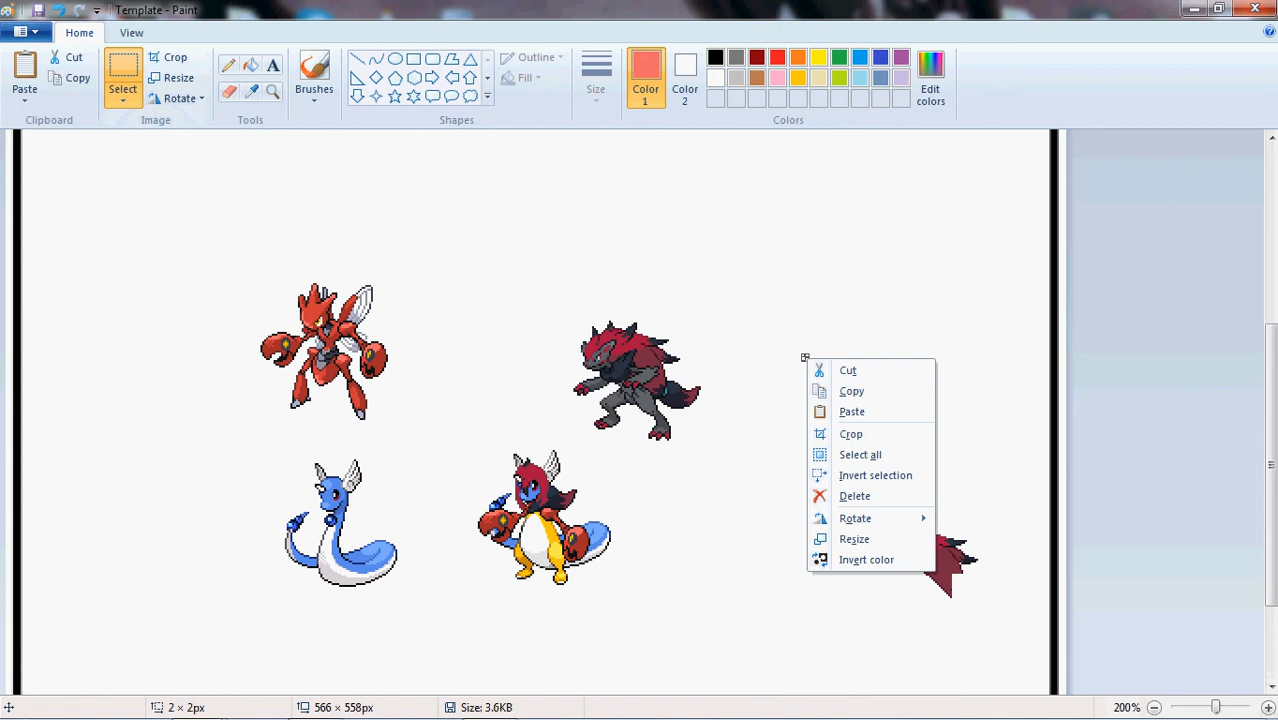 Template - Paint
Home View
Paste
Cut
Copy
Clipboard
Select
Crop
Resize
Rotate
Image
A
Tools
Brushes
Shapes
Outline
Fill
Size
Color 1
Color 2
Edit colors
Colors
Cut
Copy
Paste
Crop
Select all
Invert selection
Delete
Rotate
Resize
Invert color
2 × 2px
566 × 558px
Size: 3.6KB
200%